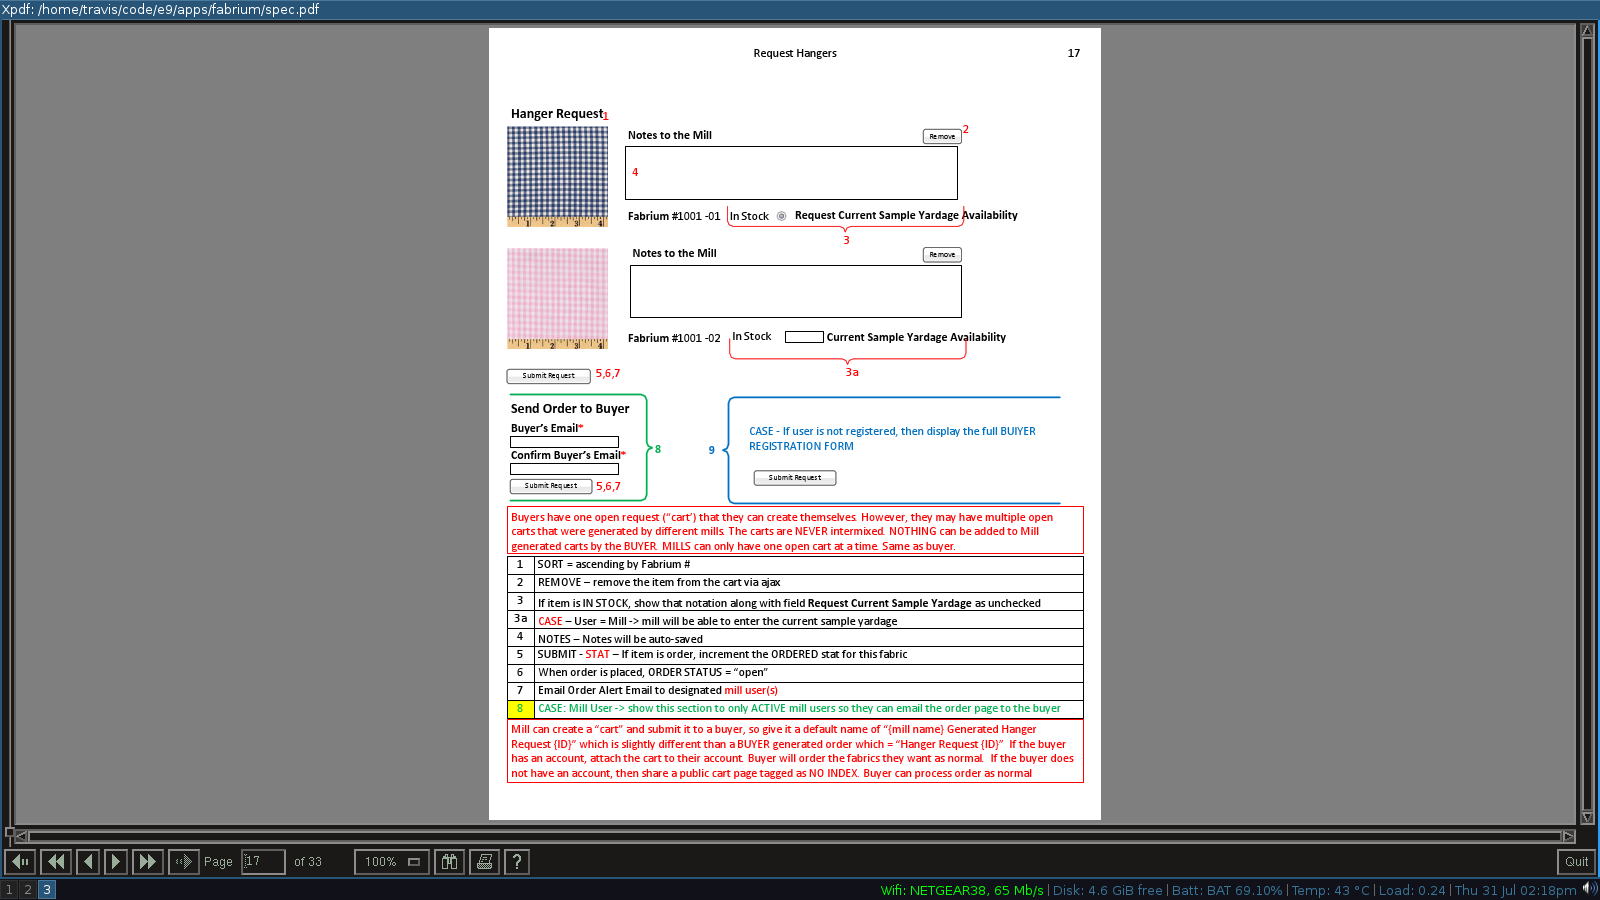 Xpdf: /home/travis/code/e9/apps/fabrium/spec.pdf
Request Hangers 17
Hanger Request1
Notes to the Mill Remove 2
4
1 2 3 4
Fabrium #1001 -01 In Stock Request Current Sample Yardage Availability
3
Notes to the Mill Remove
1 2 3 4
Fabrium #1001 -02 In Stock Current Sample Yardage Availability
3a
Submit Request 5,6,7
Send Order to Buyer
Buyer's Email*
Confirm Buyer's Email*
Submit Request 5,6,7
8
9
CASE - If user is not registered, then display the full BUIYER
REGISTRATION FORM
Submit Request
Buyers have one open request ("cart') that they can create themselves. However, they may have multiple open
carts that were generated by different mills. The carts are NEVER intermixed. NOTHING can be added to Mill
generated carts by the BUYER. MILLS can only have one open cart at a time. Same as buyer.
1 SORT = ascending by Fabrium #
2 REMOVE – remove the item from the cart via ajax
3 If item is IN STOCK, show that notation along with field Request Current Sample Yardage as unchecked
3a CASE – User = Mill -> mill will be able to enter the current sample yardage
4 NOTES – Notes will be auto-saved
5 SUBMIT - STAT – If item is order, increment the ORDERED stat for this fabric
6 When order is placed, ORDER STATUS = "open"
7 Email Order Alert Email to designated mill user(s)
8 CASE: Mill User -> show this section to only ACTIVE mill users so they can email the order page to the buyer
Mill can create a "cart" and submit it to a buyer, so give it a default name of "{mill name} Generated Hanger
Request {ID}" which is slightly different than a BUYER generated order which = "Hanger Request {ID}" If the buyer
has an account, attach the cart to their account. Buyer will order the fabrics they want as normal. If the buyer does
not have an account, then share a public cart page tagged as NO INDEX. Buyer can process order as normal
Page 17 of 33 100% ? Quit
1 2 3 Wifi: NETGEAR38, 65 Mb/s | Disk: 4.6 GiB free | Batt: BAT 69.10% | Temp: 43 °C | Load: 0.24 | Thu 31 Jul 02:18pm